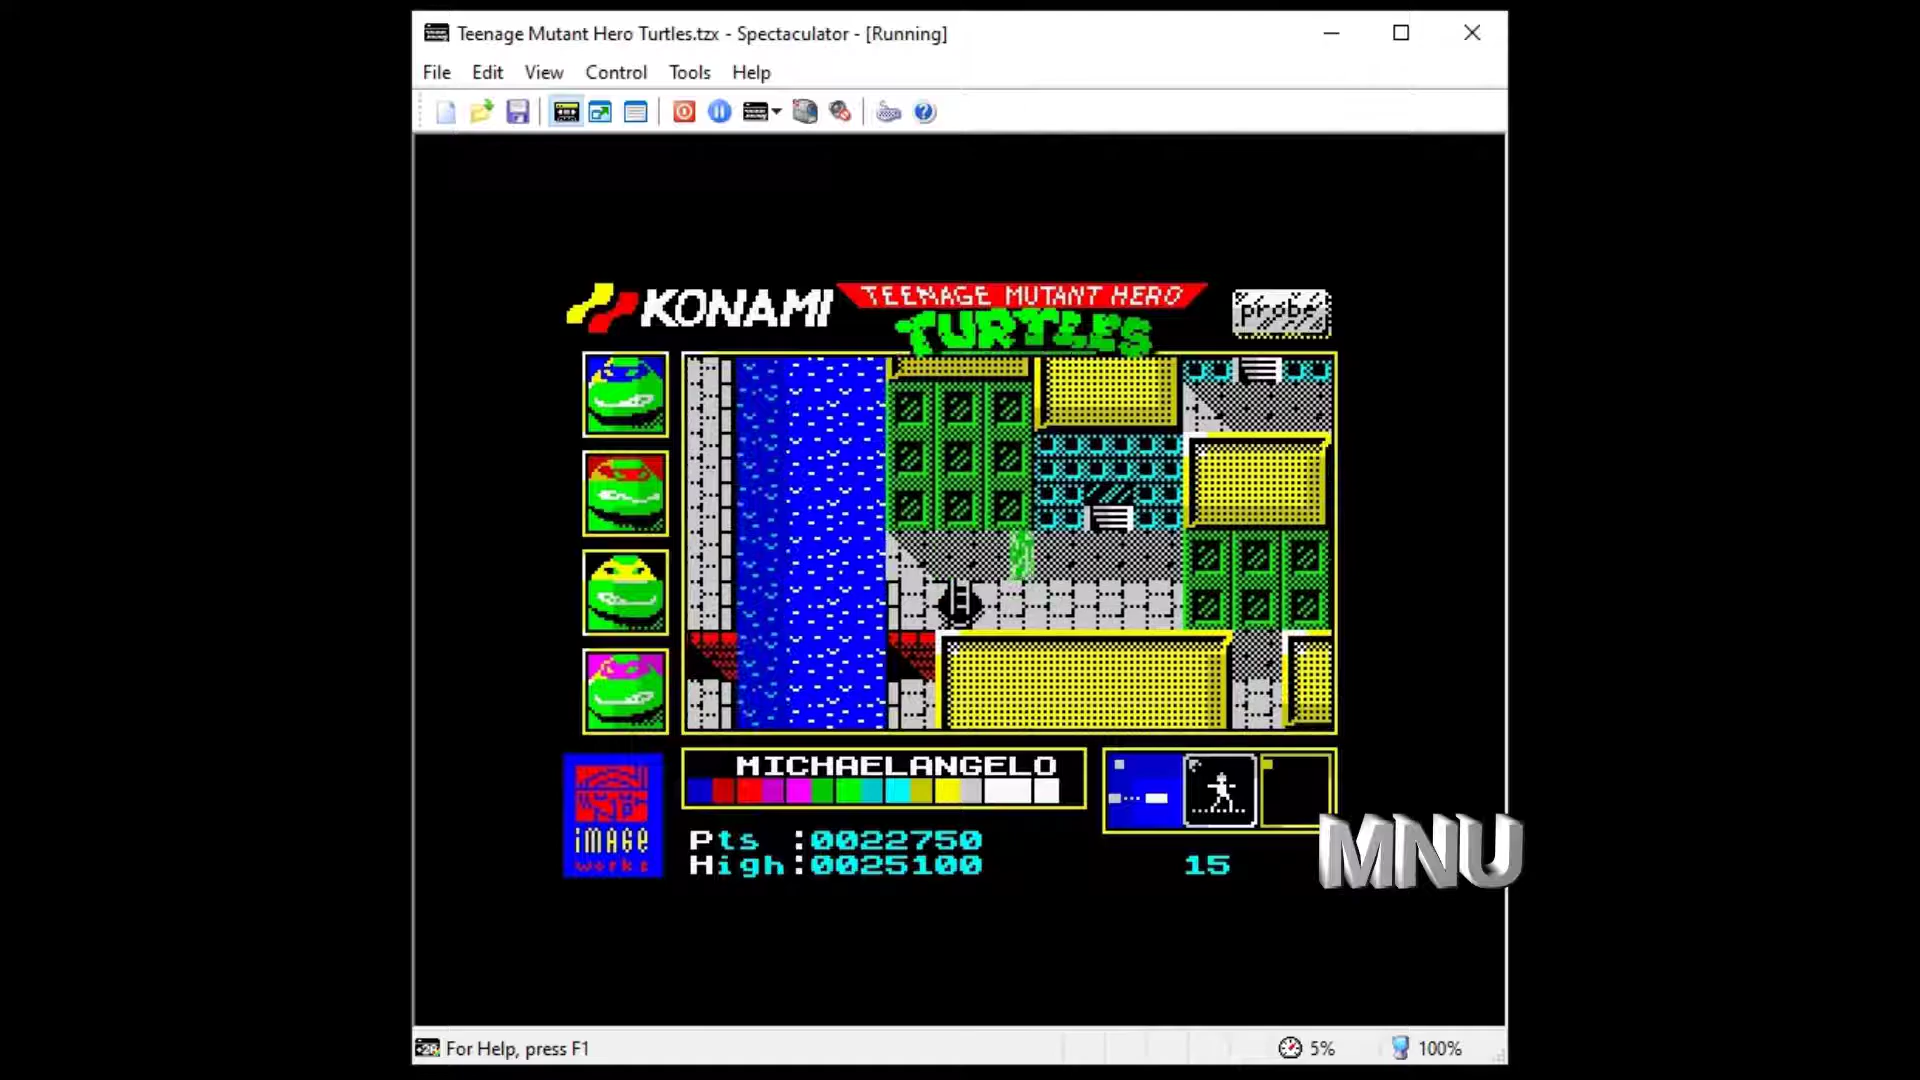 Teenage Mutant Hero Turtles.tzx - Spectaculator - [Running]
File Edit View Control Tools Help
KONAMI
TEENAGE MUTANT HERO
TURTLES
probe
MICHAELANGELO
Pts :0022750
High:0025100
15
iMAGE
works
MNU
For Help, press F1
5%
100%